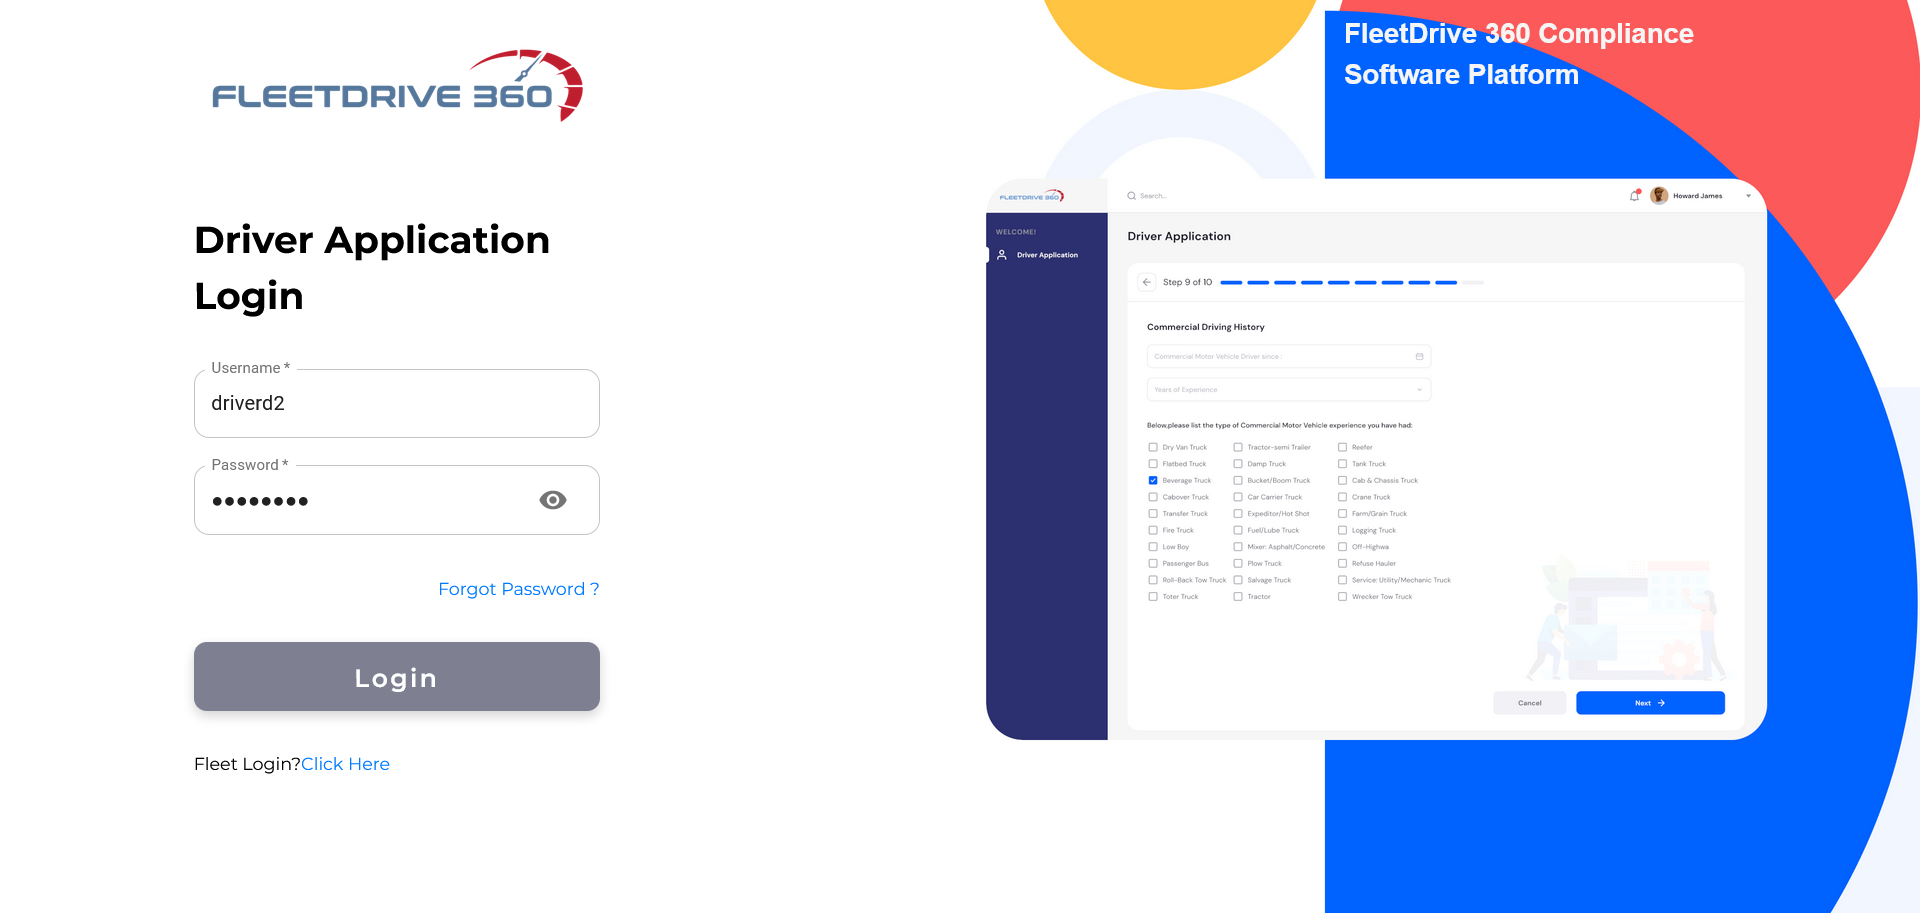 FLEETDRIVE 360
Driver Application
Login
Username *
driverd2
Password *
••••••••
Forgot Password ?
Login
Fleet Login?Click Here
FleetDrive 360 Compliance
Software Platform
FLEETDRIVE 360
Search...
Howard James
WELCOME!
Driver Application
Driver Application
Step 9 of 10
Commercial Driving History
Commercial Motor Vehicle Driver since :
Years of Experience
Below,please list the type of Commercial Motor Vehicle experience you have had:
Dry Van Truck Tractor-semi Trailer Reefer
Flatbed Truck Damp Truck Tank Truck
Beverage Truck Bucket/Boom Truck Cab & Chassis Truck
Cabover Truck Car Carrier Truck Crane Truck
Transfer Truck Expeditor/Hot Shot Farm/Grain Truck
Fire Truck Fuel/Lube Truck Logging Truck
Low Boy Mixer: Asphalt/Concrete Off-Highwa
Passenger Bus Plow Truck Refuse Hauler
Roll-Back Tow Truck Salvage Truck Service: Utility/Mechanic Truck
Toter Truck Tractor Wrecker Tow Truck
Cancel
Next